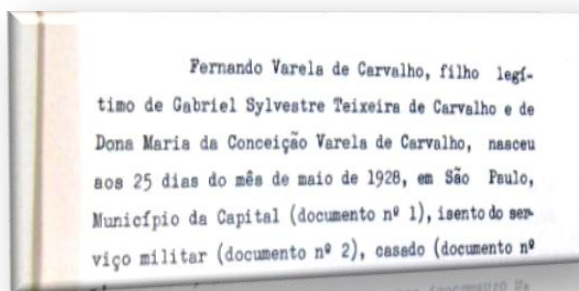 Fernando Varela de Carvalho, filho legí-
timo de Gabriel Sylvestre Teixeira de Carvalho e de
Dona Maria da Conceição Varela de Carvalho, nasceu
aos 25 dias do mês de maio de 1928, em São Paulo,
Município da Capital (documento nº 1), isento do ser-
viço militar (documento nº 2), casado (documento nº